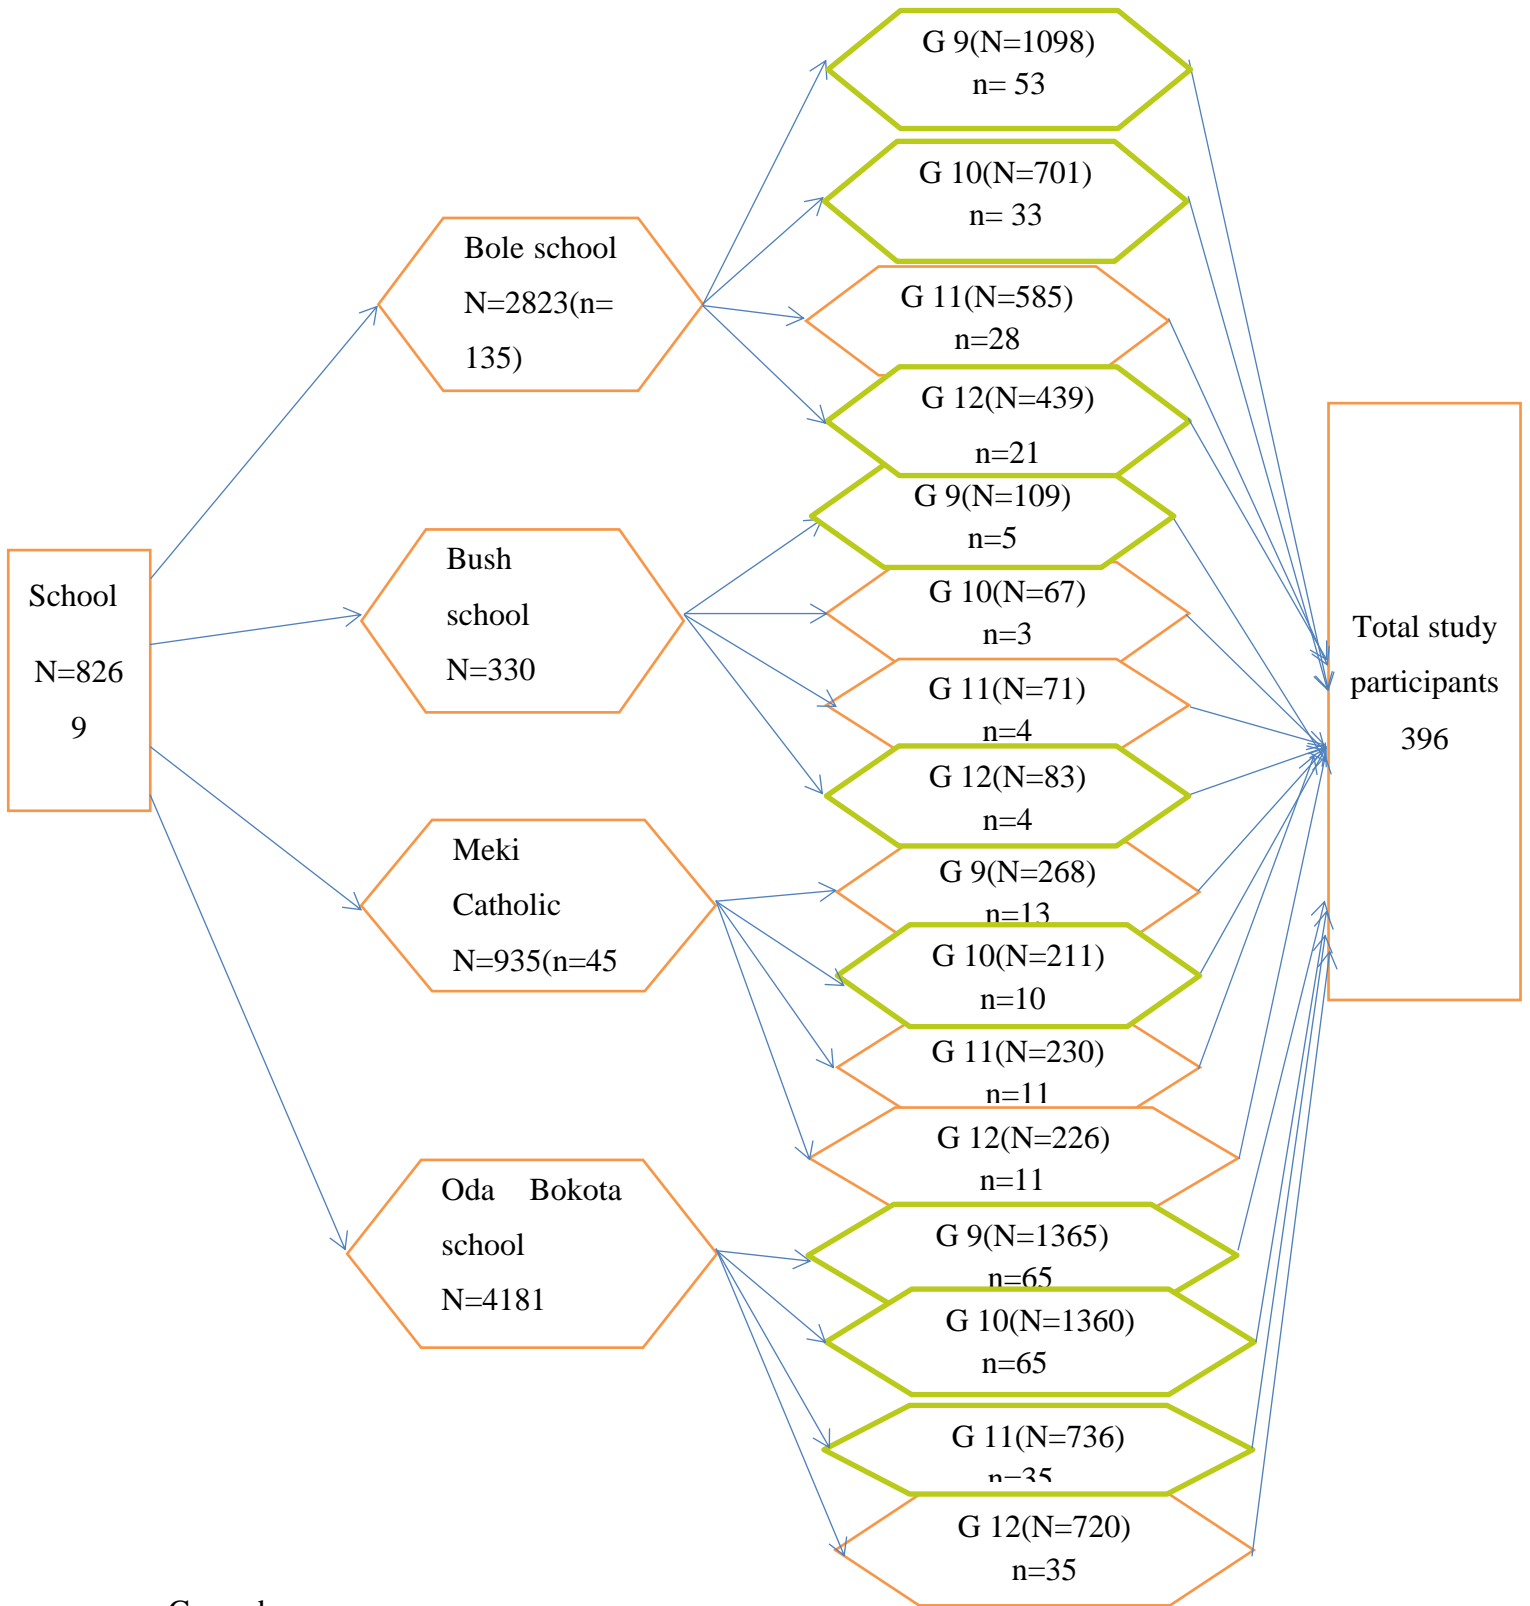 School
N=826
9
Bole school
N=2823(n=
135)
Bush
school
N=330
Meki
Catholic
N=935(n=45
Oda Bokota
school
N=4181
G 9(N=1098)
n= 53
G 10(N=701)
n= 33
G 11(N=585)
n=28
G 12(N=439)
n=21
G 9(N=109)
n=5
G 10(N=67)
n=3
G 11(N=71)
n=4
G 12(N=83)
n=4
G 9(N=268)
n=13
G 10(N=211)
n=10
G 11(N=230)
n=11
G 12(N=226)
n=11
G 9(N=1365)
n=65
G 10(N=1360)
n=65
G 11(N=736)
n=35
G 12(N=720)
n=35
Total study
participants
396